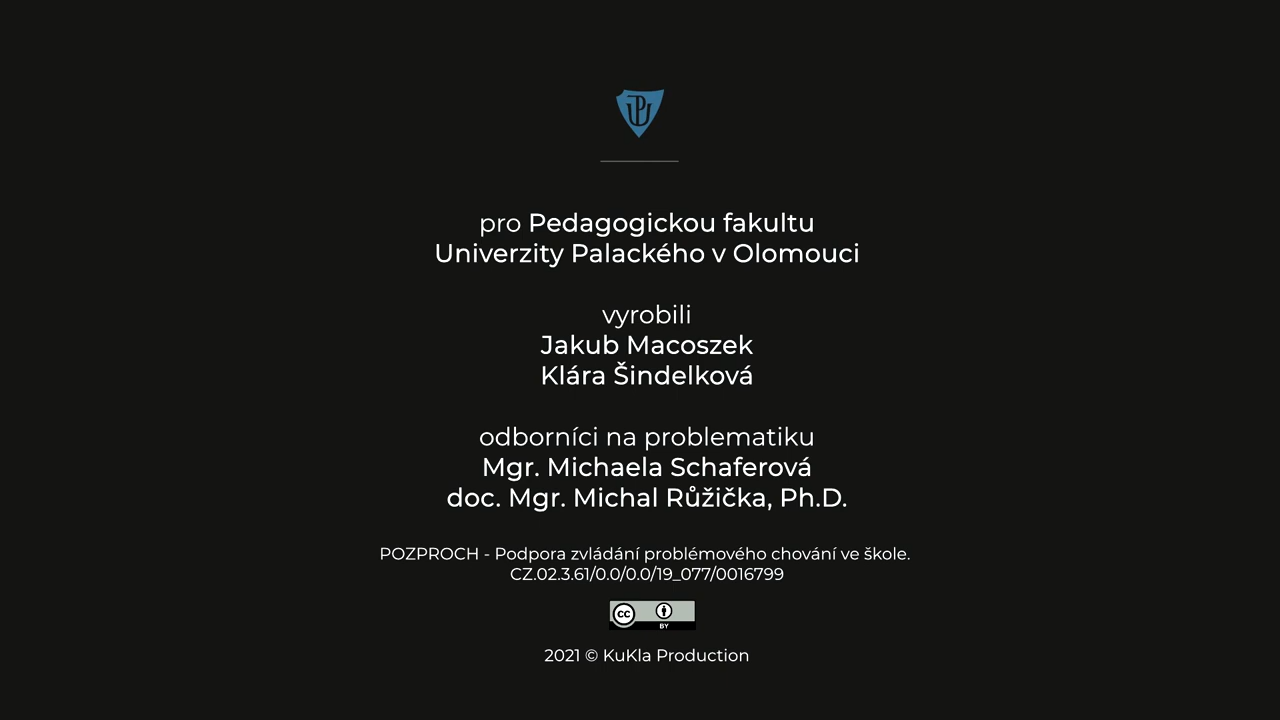 UP
pro Pedagogickou fakultu
Univerzity Palackého v Olomouci
vyrobili
Jakub Macoszek
Klára Šindelková
odborníci na problematiku
Mgr. Michaela Schaferová
doc. Mgr. Michal Růžička, Ph.D.
POZPROCH - Podpora zvládání problémového chování ve škole.
CZ.02.3.61/0.0/0.0/19_077/0016799
cc
BY
2021 © KuKla Production